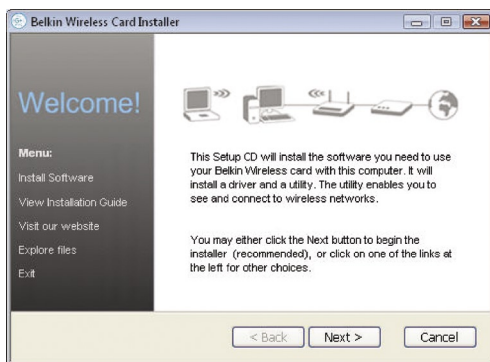 Belkin Wireless Card Installer
Welcome!
Menu:
Install Software
View Installation Guide
Visit our website
Explore files
Exit
This Setup CD will install the software you need to use
your Belkin Wireless card with this computer. It will
install a driver and a utility. The utility enables you to
see and connect to wireless networks.
You may either click the Next button to begin the
installer (recommended), or click on one of the links at
the left for other choices.
< Back
Next >
Cancel